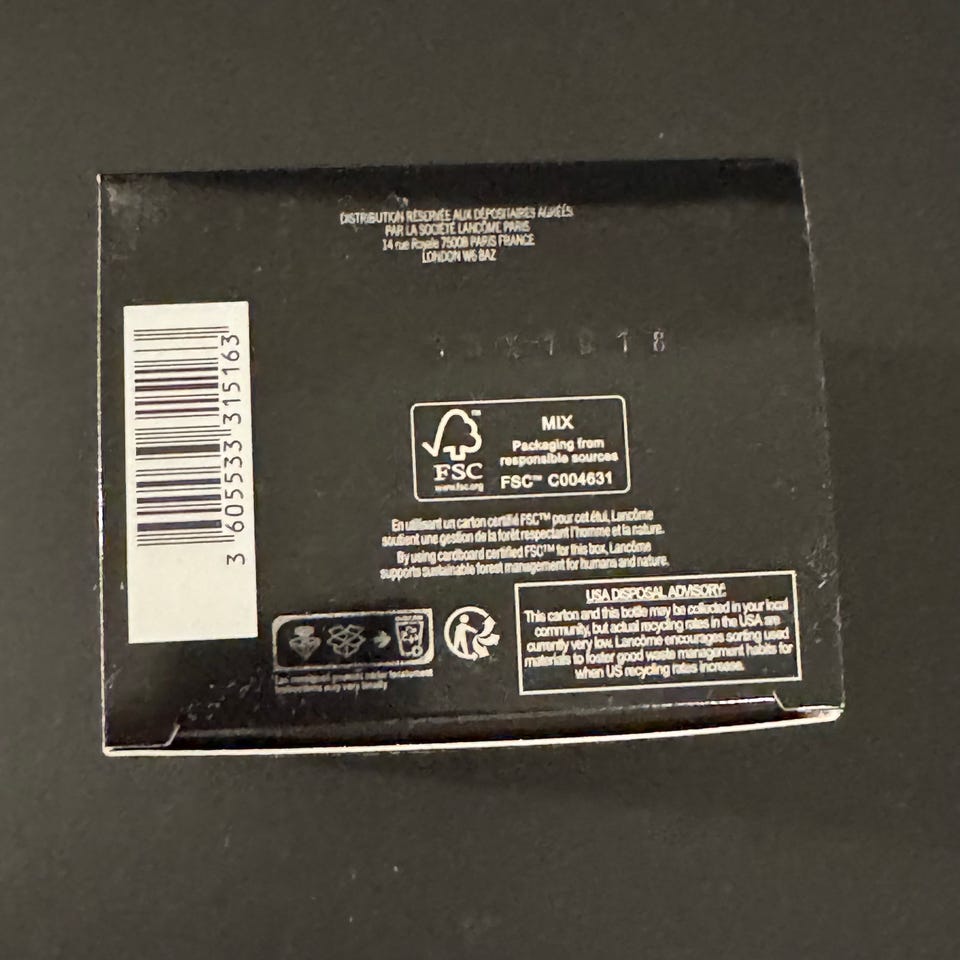 DISTRIBUTION RÉSERVÉE AUX DÉPOSITAIRES AGRÉÉS
PAR LA SOCIÉTÉ LANCÔME PARIS
14 rue Royale 75008 PARIS FRANCE
LONDON W6 8AZ
3 605533 315163
FSC™
www.fsc.org
MIX
Packaging from
responsible sources
FSC™ C004631
En utilisant un carton certifié FSC™ pour cet étui, Lancôme
soutient une gestion de la forêt respectant l'homme et la nature.
By using cardboard certified FSC™ for this box, Lancôme
supports sustainable forest management for humans and nature.
Instructions may vary locally
USA DISPOSAL ADVISORY:
This carton and this bottle may be collected in your local
community, but actual recycling rates in the USA are
currently very low. Lancôme encourages sorting used
materials to foster good waste management habits for
when US recycling rates increase.